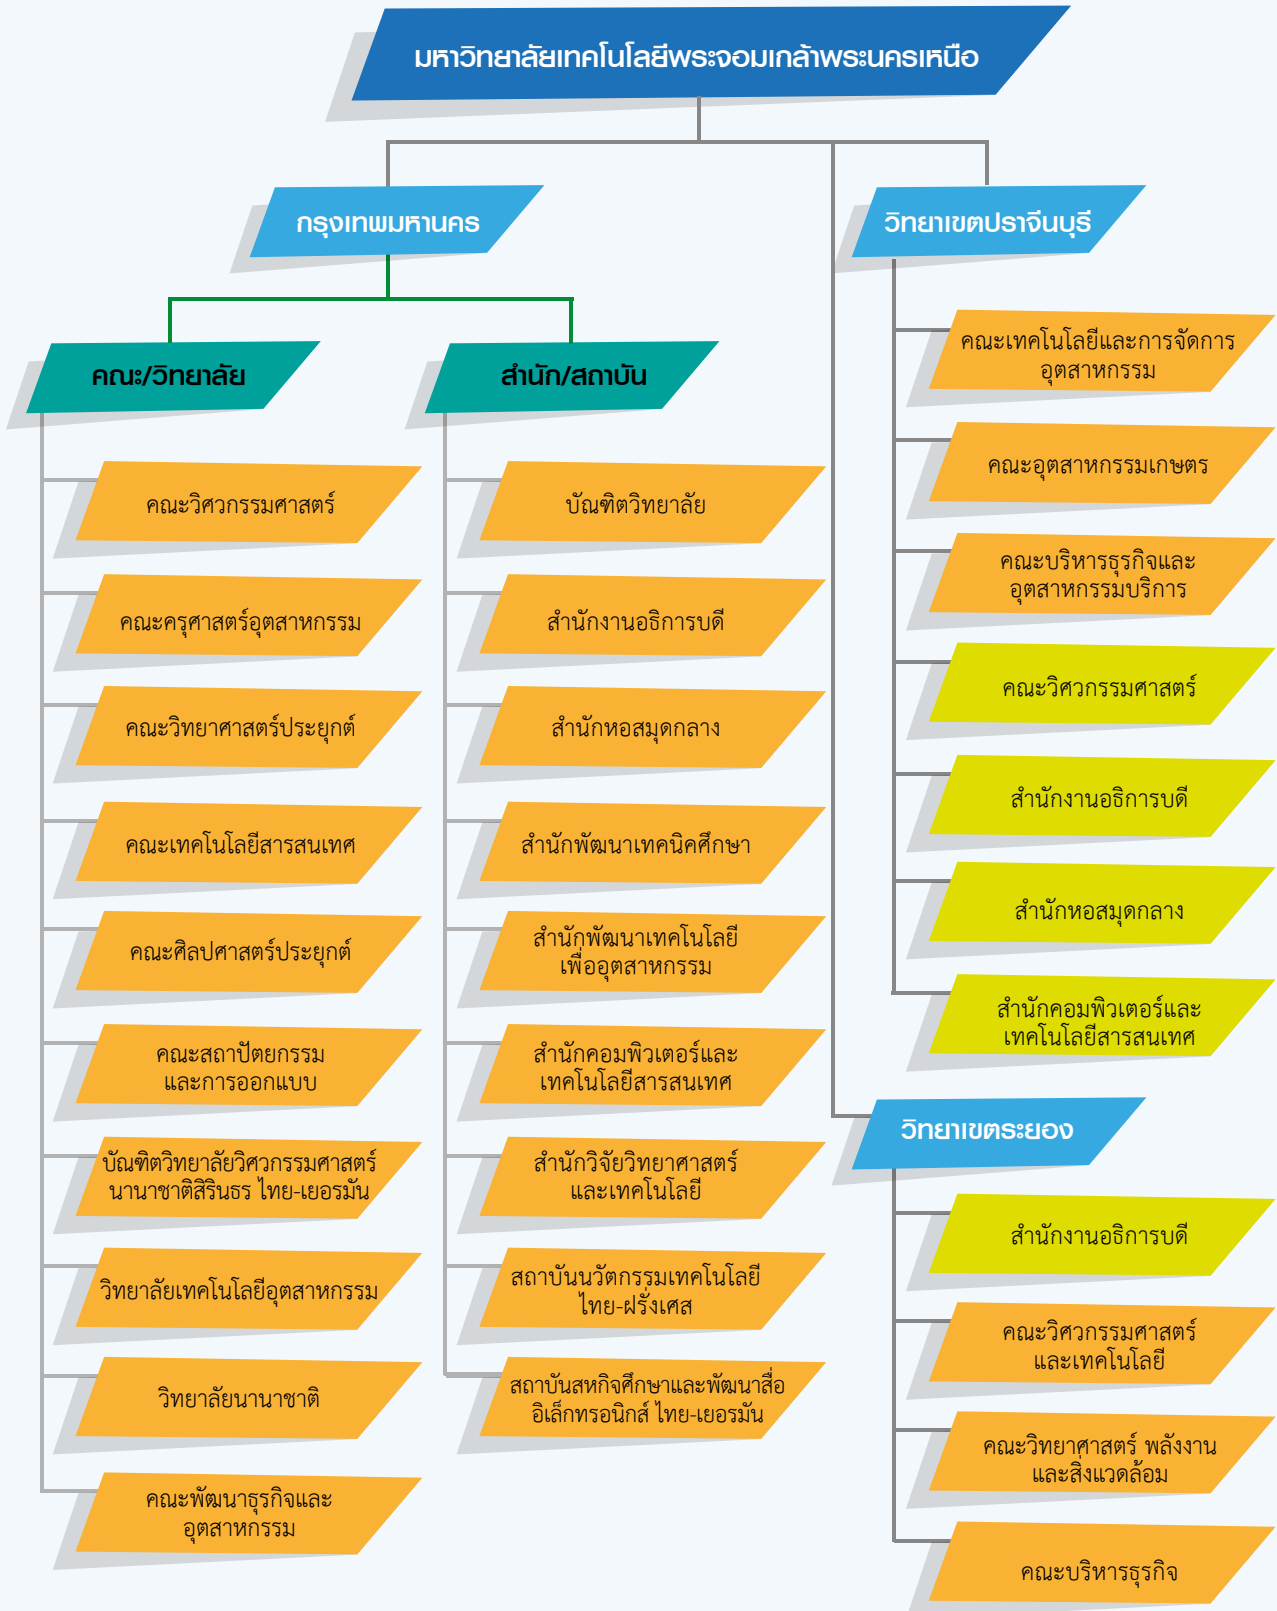 มหาวิทยาลัยเทคโนโลยีพระจอมเกล้าพระนครเหนือ
กรุงเทพมหานคร
คณะ/วิทยาลัย
คณะวิศวกรรมศาสตร์
คณะครุศาสตร์อุตสาหกรรม
คณะวิทยาศาสตร์ประยุกต์
คณะเทคโนโลยีสารสนเทศ
คณะศิลปศาสตร์ประยุกต์
คณะสถาปัตยกรรม
และการออกแบบ
บัณฑิตวิทยาลัยวิศวกรรมศาสตร์
นานาชาติสิรินธร ไทย-เยอรมัน
วิทยาลัยเทคโนโลยีอุตสาหกรรม
วิทยาลัยนานาชาติ
คณะพัฒนาธุรกิจและ
อุตสาหกรรม
สำนัก/สถาบัน
บัณฑิตวิทยาลัย
สำนักงานอธิการบดี
สำนักหอสมุดกลาง
สำนักพัฒนาเทคนิคศึกษา
สำนักพัฒนาเทคโนโลยี
เพื่ออุตสาหกรรม
สำนักคอมพิวเตอร์และ
เทคโนโลยีสารสนเทศ
สำนักวิจัยวิทยาศาสตร์
และเทคโนโลยี
สถาบันนวัตกรรมเทคโนโลยี
ไทย-ฝรั่งเศส
สถาบันสหกิจศึกษาและพัฒนาสื่อ
อิเล็กทรอนิกส์ ไทย-เยอรมัน
วิทยาเขตปราจีนบุรี
คณะเทคโนโลยีและการจัดการ
อุตสาหกรรม
คณะอุตสาหกรรมเกษตร
คณะบริหารธุรกิจและ
อุตสาหกรรมบริการ
คณะวิศวกรรมศาสตร์
สำนักงานอธิการบดี
สำนักหอสมุดกลาง
สำนักคอมพิวเตอร์และ
เทคโนโลยีสารสนเทศ
วิทยาเขตระยอง
สำนักงานอธิการบดี
คณะวิศวกรรมศาสตร์
และเทคโนโลยี
คณะวิทยาศาสตร์ พลังงาน
และสิ่งแวดล้อม
คณะบริหารธุรกิจ